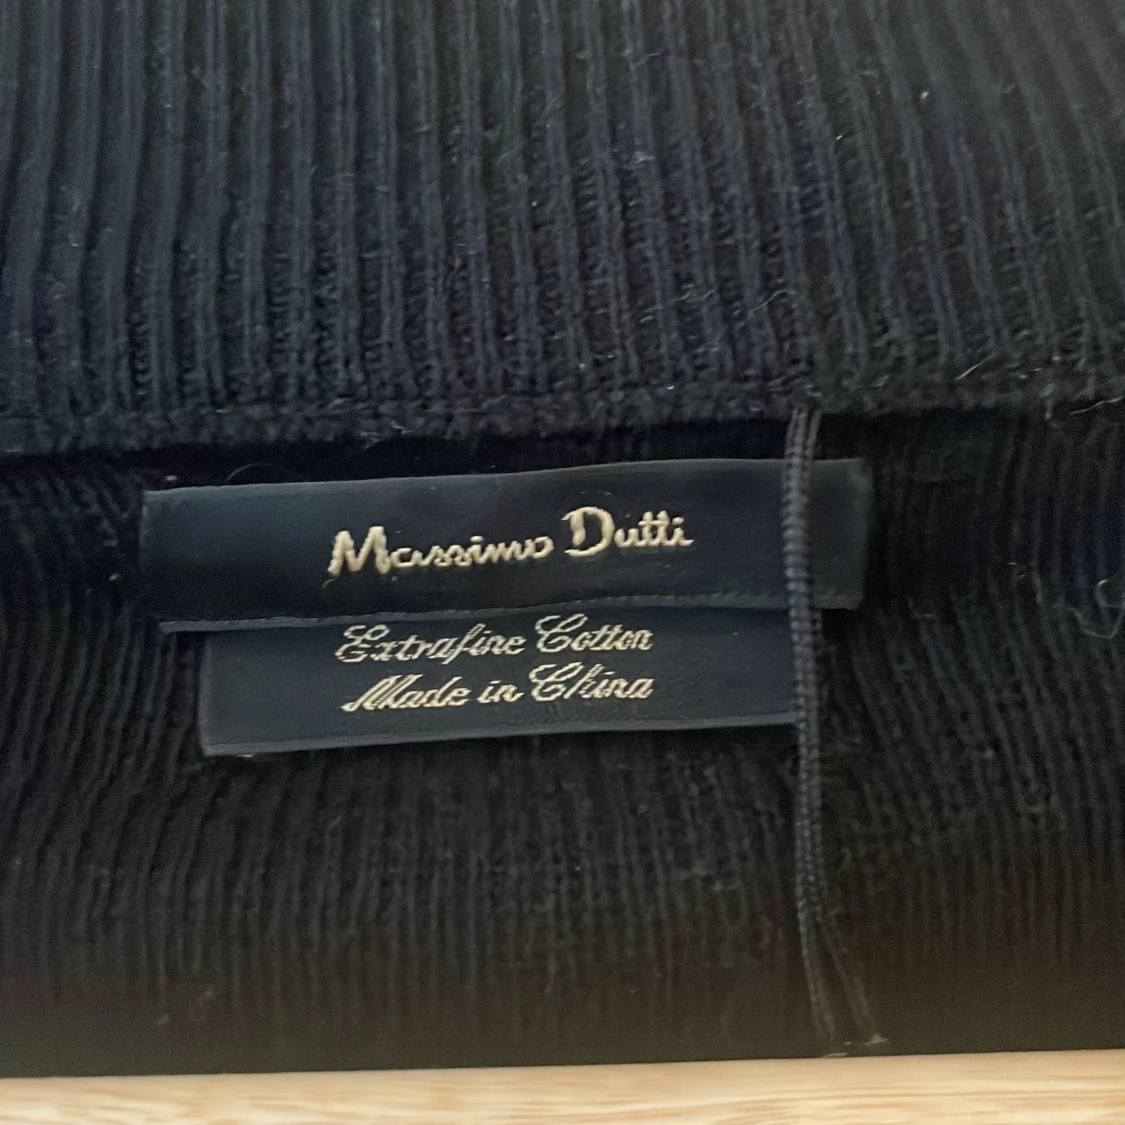 Massimo Dutti
Extrafine Cotton
Made in China